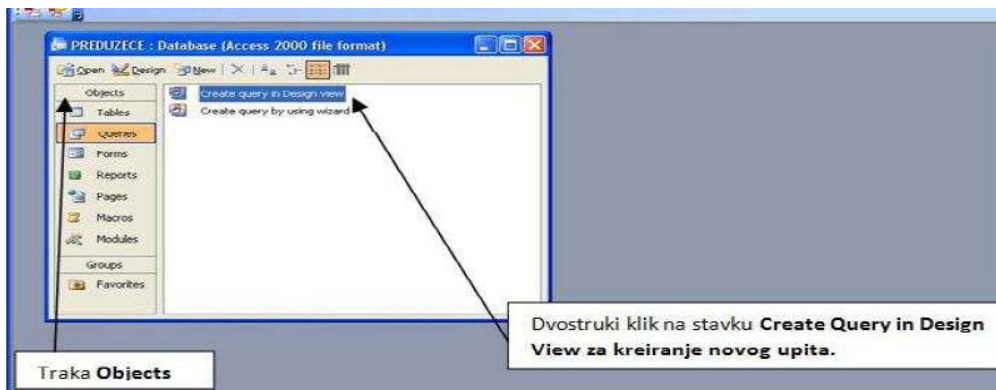 PREDUZECE : Database (Access 2000 file format)
Open Design New
Objects
Tables
Queries
Forms
Reports
Pages
Macros
Modules
Groups
Favorites
Create query in Design view
Create query by using wizard
Dvostruki klik na stavku Create Query in Design
View za kreiranje novog upita.
Traka Objects